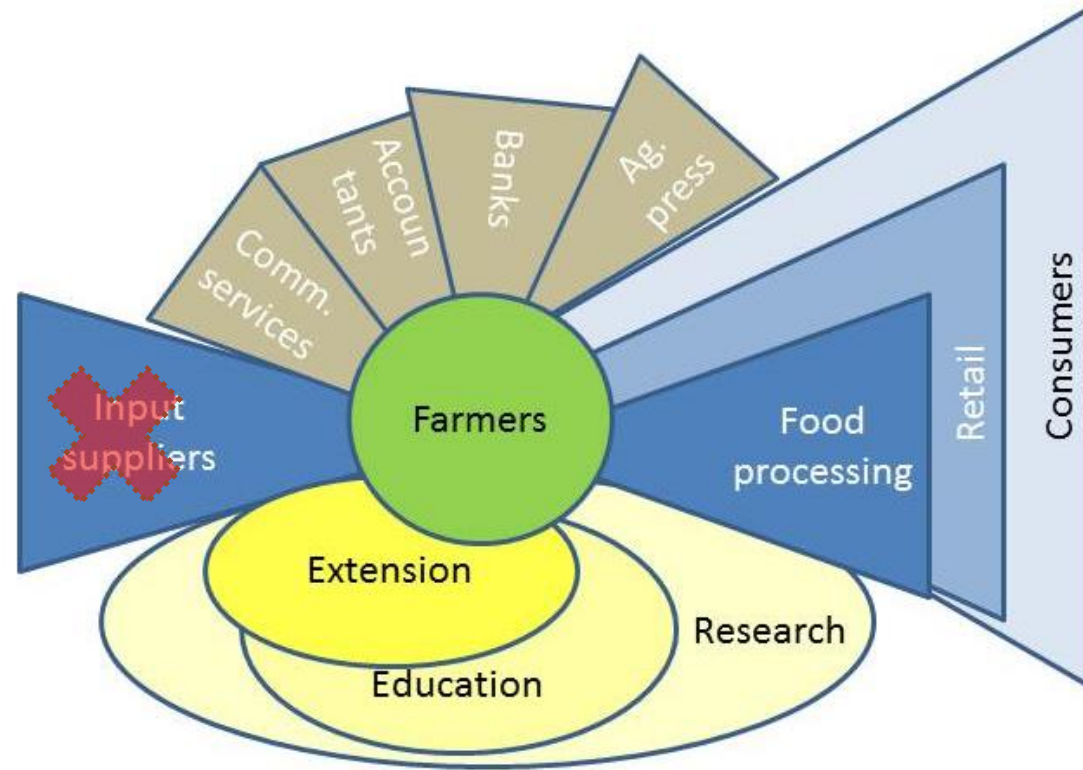 Comm.
services
Accoun
tants
Banks
Ag.
press
Input
suppliers
Farmers
Food
processing
Retail
Consumers
Extension
Education
Research